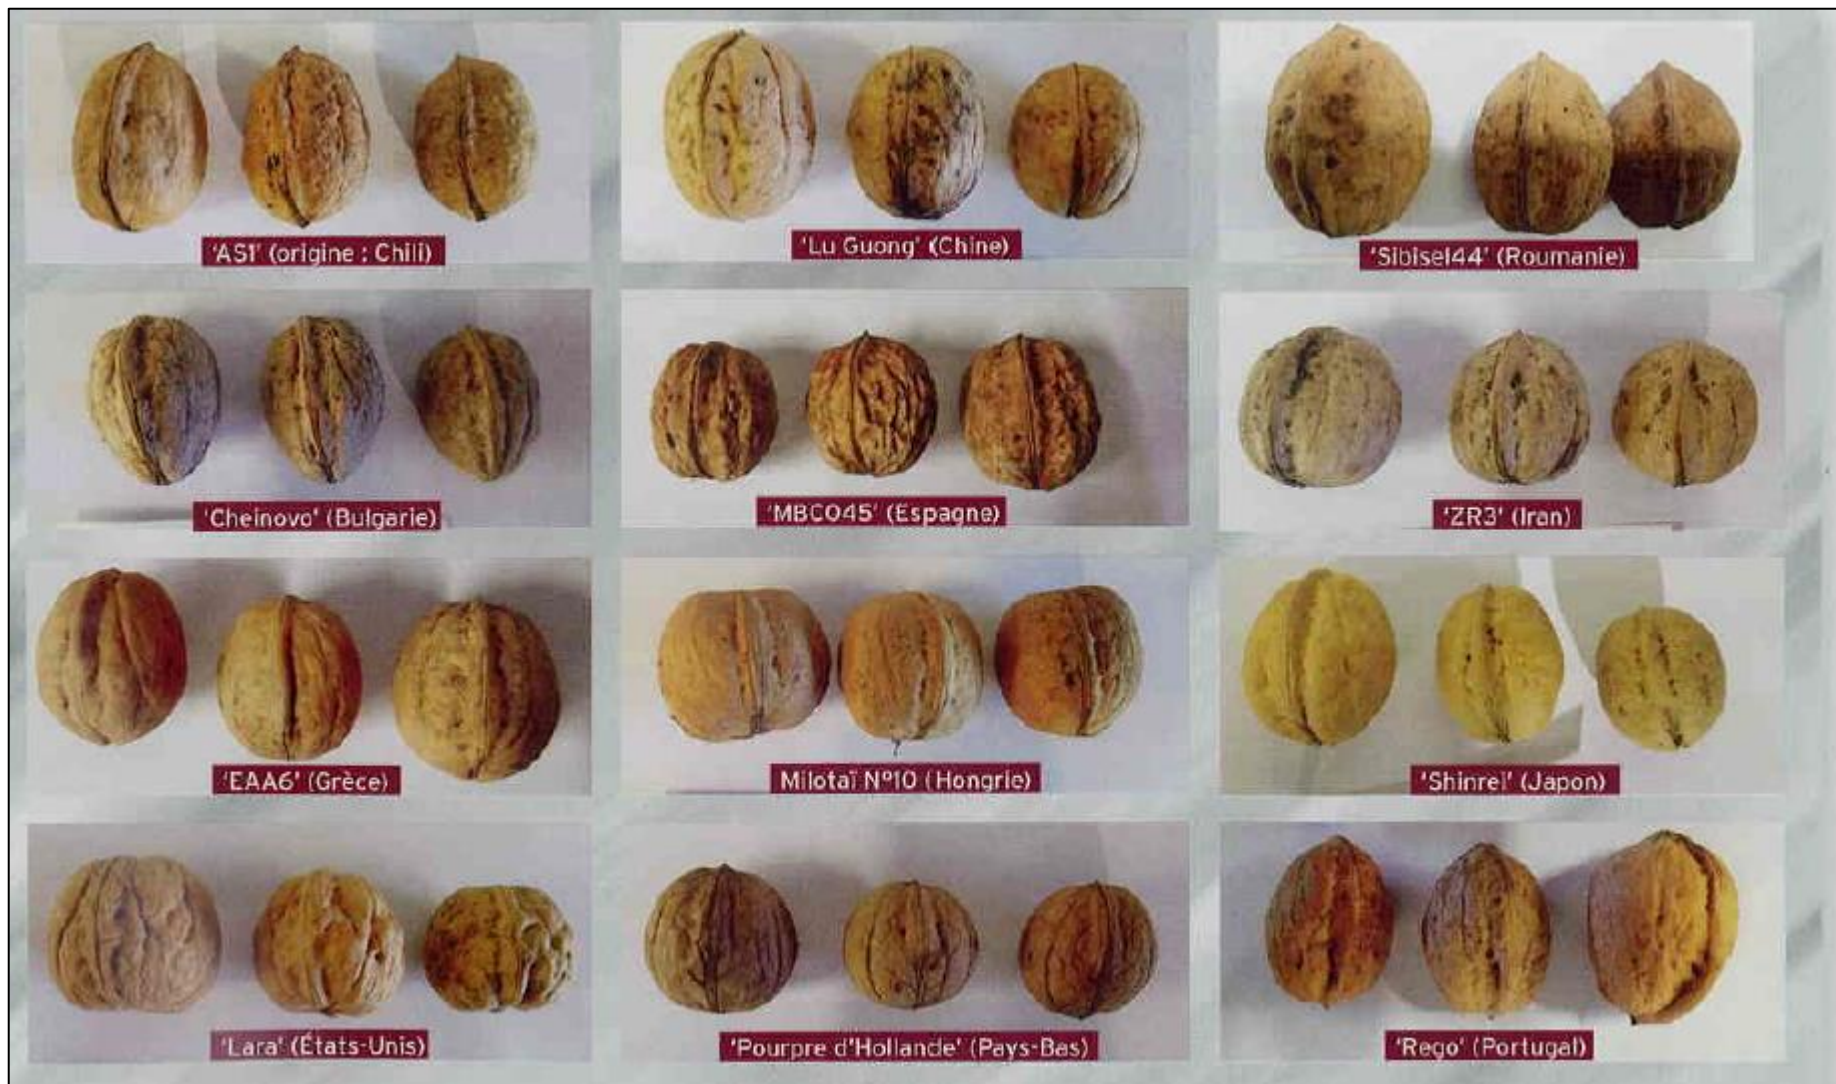 'AS1' (origine : Chili)
'Lu Guong' (Chine)
'Sibisel44' (Roumanie)
'Cheinovo' (Bulgarie)
'MBCO45' (Espagne)
'ZR3' (Iran)
'EAA6' (Grèce)
Milotaï N°10 (Hongrie)
'Shinrei' (Japon)
'Lara' (États-Unis)
'Pourpre d'Hollande' (Pays-Bas)
'Rego' (Portugal)